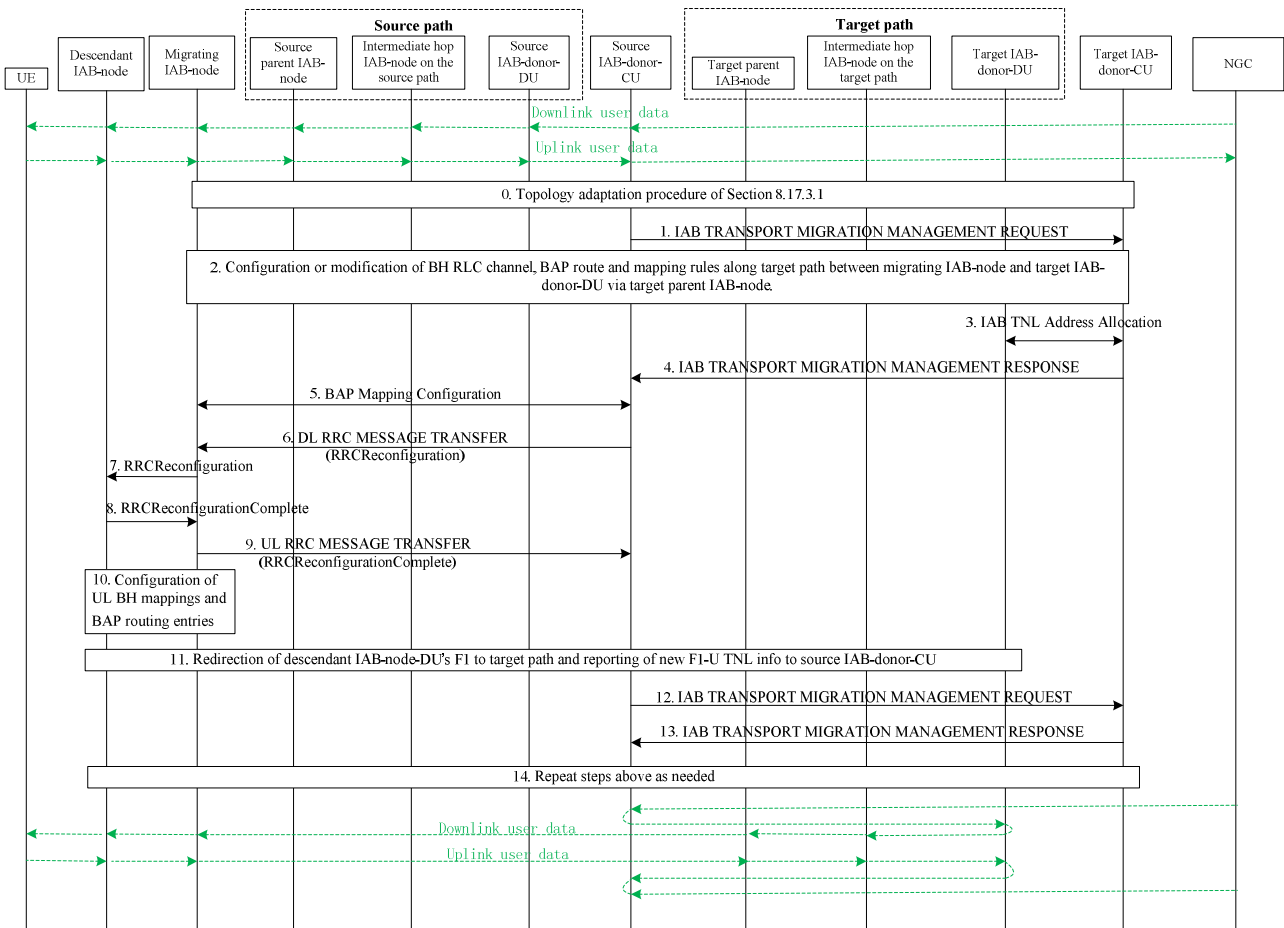 Source path
Target path
UE
Descendant
IAB-node
Migrating
IAB-node
Source
parent IAB-
node
Intermediate hop
IAB-node on the
source path
Source
IAB-donor-
DU
Source
IAB-donor-
CU
Target parent
IAB-node
Intermediate hop
IAB-node on the
target path
Target IAB-
donor-DU
Target IAB-
donor-CU
NGC
Downlink user data
Uplink user data
0. Topology adaptation procedure of Section 8.17.3.1
1. IAB TRANSPORT MIGRATION MANAGEMENT REQUEST
2. Configuration or modification of BH RLC channel, BAP route and mapping rules along target path between migrating IAB-node and target IAB-
donor-DU via target parent IAB-node.
3. IAB TNL Address Allocation
4. IAB TRANSPORT MIGRATION MANAGEMENT RESPONSE
5. BAP Mapping Configuration
6. DL RRC MESSAGE TRANSFER
(RRCReconfiguration)
7. RRCReconfiguration
8. RRCReconfigurationComplete
9. UL RRC MESSAGE TRANSFER
(RRCReconfigurationComplete)
10. Configuration of
UL BH mappings and
BAP routing entries
11. Redirection of descendant IAB-node-DU's F1 to target path and reporting of new F1-U TNL info to source IAB-donor-CU
12. IAB TRANSPORT MIGRATION MANAGEMENT REQUEST
13. IAB TRANSPORT MIGRATION MANAGEMENT RESPONSE
14. Repeat steps above as needed
Downlink user data
Uplink user data